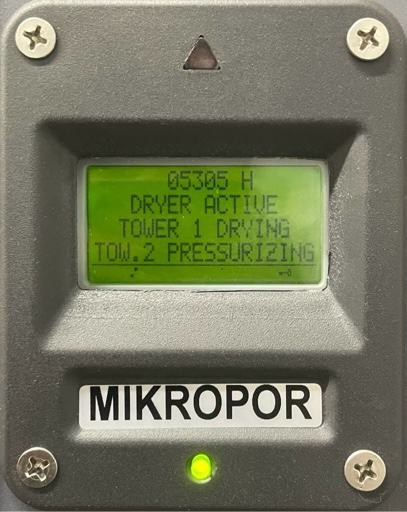 05305 H
DRYER ACTIVE
TOWER 1 DRYING
TOW.2 PRESSURIZING
MIKROPOR